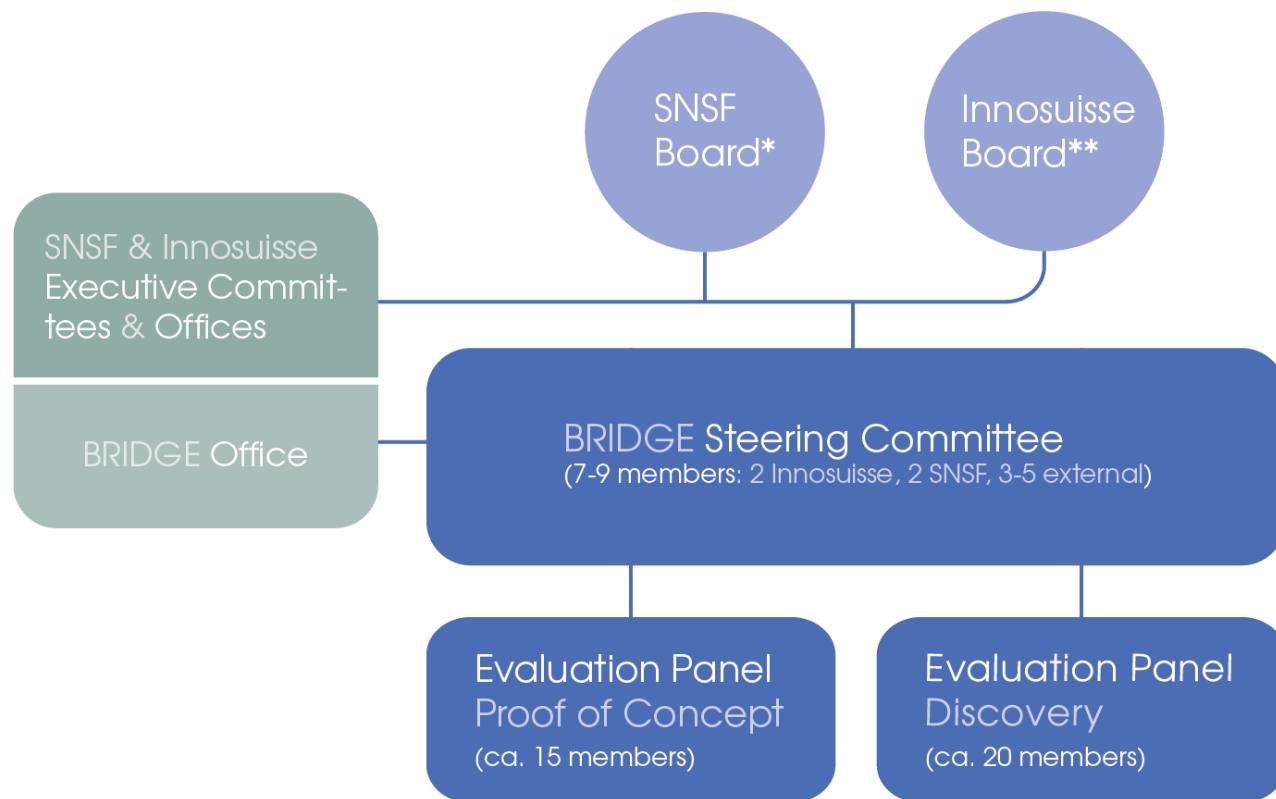 SNSF
Board*
Innosuisse
Board**
SNSF & Innosuisse
Executive Commit-
tees & Offices
BRIDGE Office
BRIDGE Steering Committee
(7-9 members: 2 Innosuisse, 2 SNSF, 3-5 external)
Evaluation Panel
Proof of Concept
(ca. 15 members)
Evaluation Panel
Discovery
(ca. 20 members)